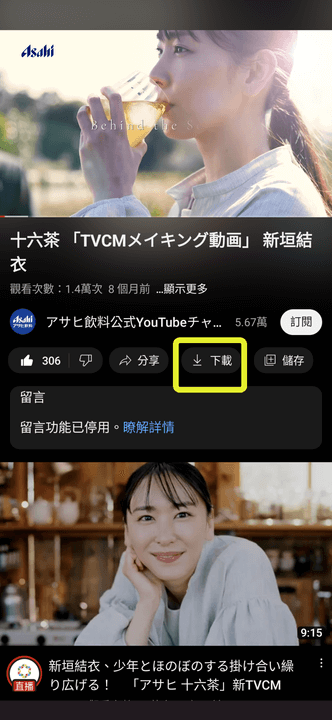 Asahi
Behind the S
十六茶 「TVCMメイキング動画」 新垣結
衣
觀看次數：1.4萬次 8 個月前 ...顯示更多
Asahi
アサヒ飲料
アサヒ飲料公式YouTubeチャ... 5.67萬 訂閱
306 分享 下載 儲存
留言
留言功能已停用。瞭解詳情
9:15
新垣結衣、少年とほのぼのする掛け合い繰
り広げる！ 「アサヒ 十六茶」新TVCM
直播